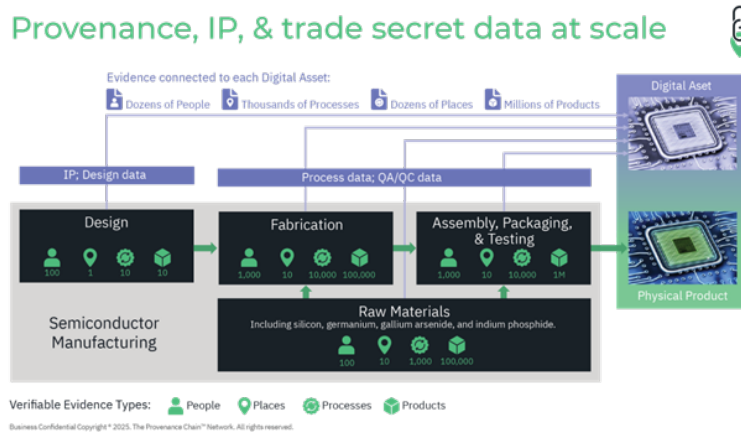 Provenance, IP, & trade secret data at scale
Evidence connected to each Digital Asset:
Dozens of People
Thousands of Processes
Dozens of Places
Millions of Products
Digital Aset
IP; Design data
Process data; QA/QC data
Design
100
1
10
10
Fabrication
1,000
10
10,000
100,000
Assembly, Packaging,
& Testing
1,000
10
10,000
1M
Physical Product
Semiconductor
Manufacturing
Raw Materials
Including silicon, germanium, gallium arsenide, and indium phosphide.
100
10
1,000
100,000
Verifiable Evidence Types:
People
Places
Processes
Products
Business Confidential Copyright © 2025. The Provenance Chain™ Network. All rights reserved.